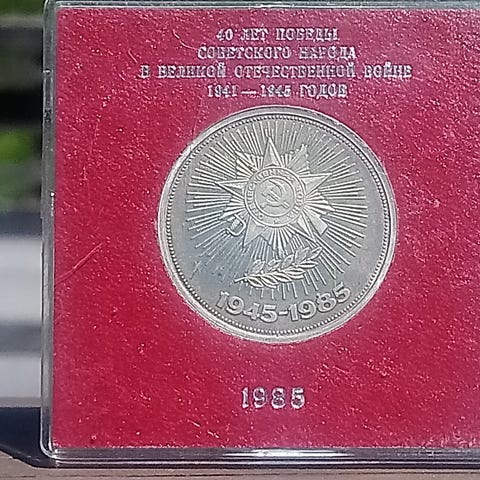 40 ЛЕТ ПОБЕДЫ
СОВЕТСКОГО НАРОДА
В ВЕЛИКОЙ ОТЕЧЕСТВЕННОЙ ВОЙНЕ
1941—1945 ГОДОВ
1945-1985
1985